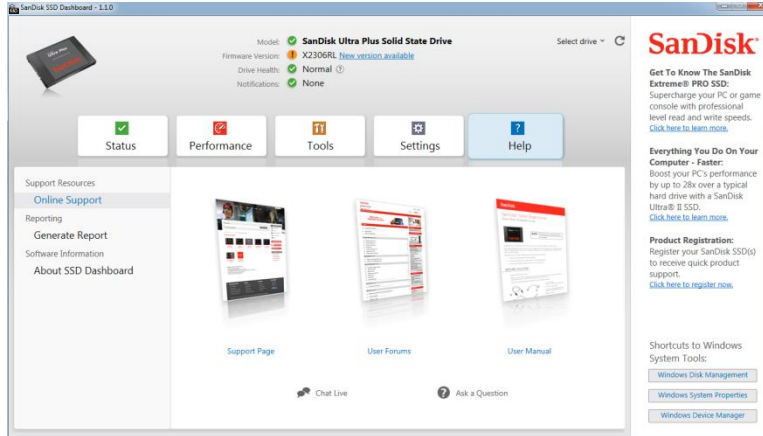 SanDisk SSD Dashboard - 1.1.0
Model: SanDisk Ultra Plus Solid State Drive
Select drive
Firmware Version: X2306RL New version available
Drive Health: Normal
Notifications: None
Status
Performance
Tools
Settings
Help
Support Resources
Online Support
Reporting
Generate Report
Software Information
About SSD Dashboard
Support Page
User Forums
User Manual
Chat Live
Ask a Question
SanDisk
Get To Know The SanDisk
Extreme® PRO SSD:
Supercharge your PC or game
console with professional
level read and write speeds.
Click here to learn more.
Everything You Do On Your
Computer - Faster:
Boost your PC's performance
by up to 28x over a typical
hard drive with a SanDisk
Ultra® II SSD.
Click here to learn more.
Product Registration:
Register your SanDisk SSD(s)
to receive quick product
support.
Click here to register now.
Shortcuts to Windows
System Tools:
Windows Disk Management
Windows System Properties
Windows Device Manager